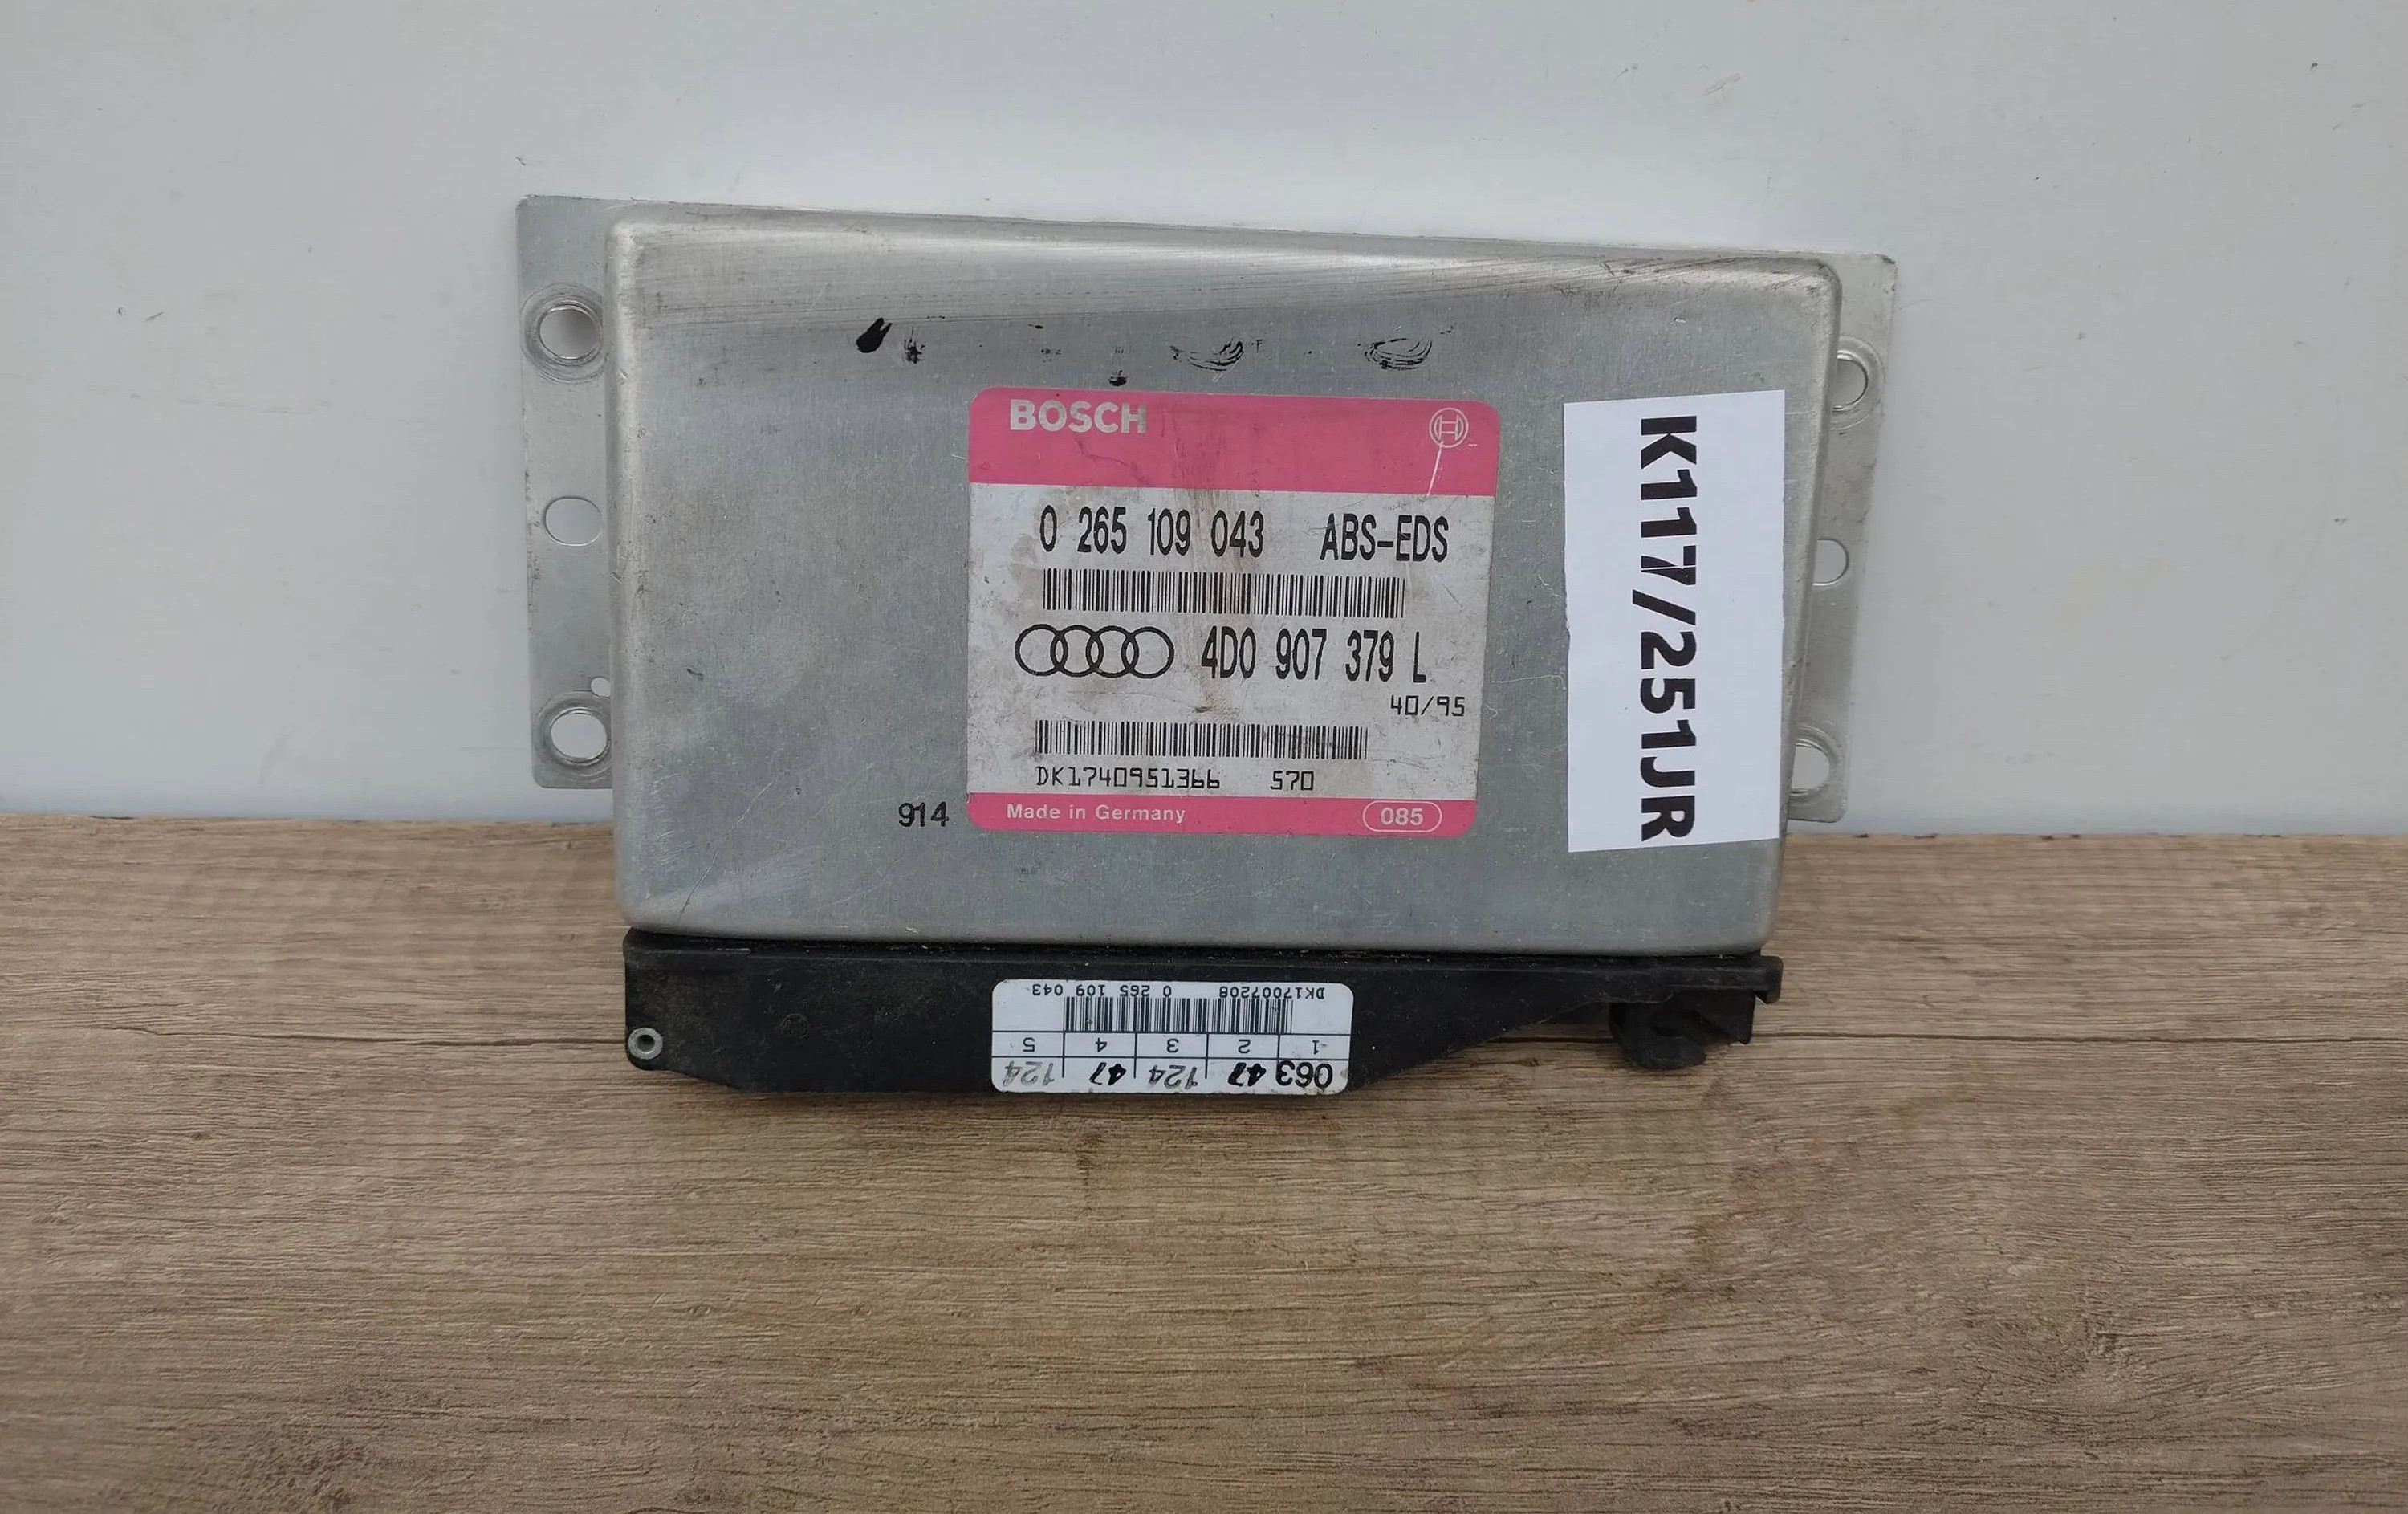 BOSCH
0 265 109 043 ABS-EDS
4D0 907 379 L
40/95
DK1740951366 570
Made in Germany 085
914
K117/251JR
DK17007208 0 265 109 043
1 2 3 4 5
063 47 124 47 124